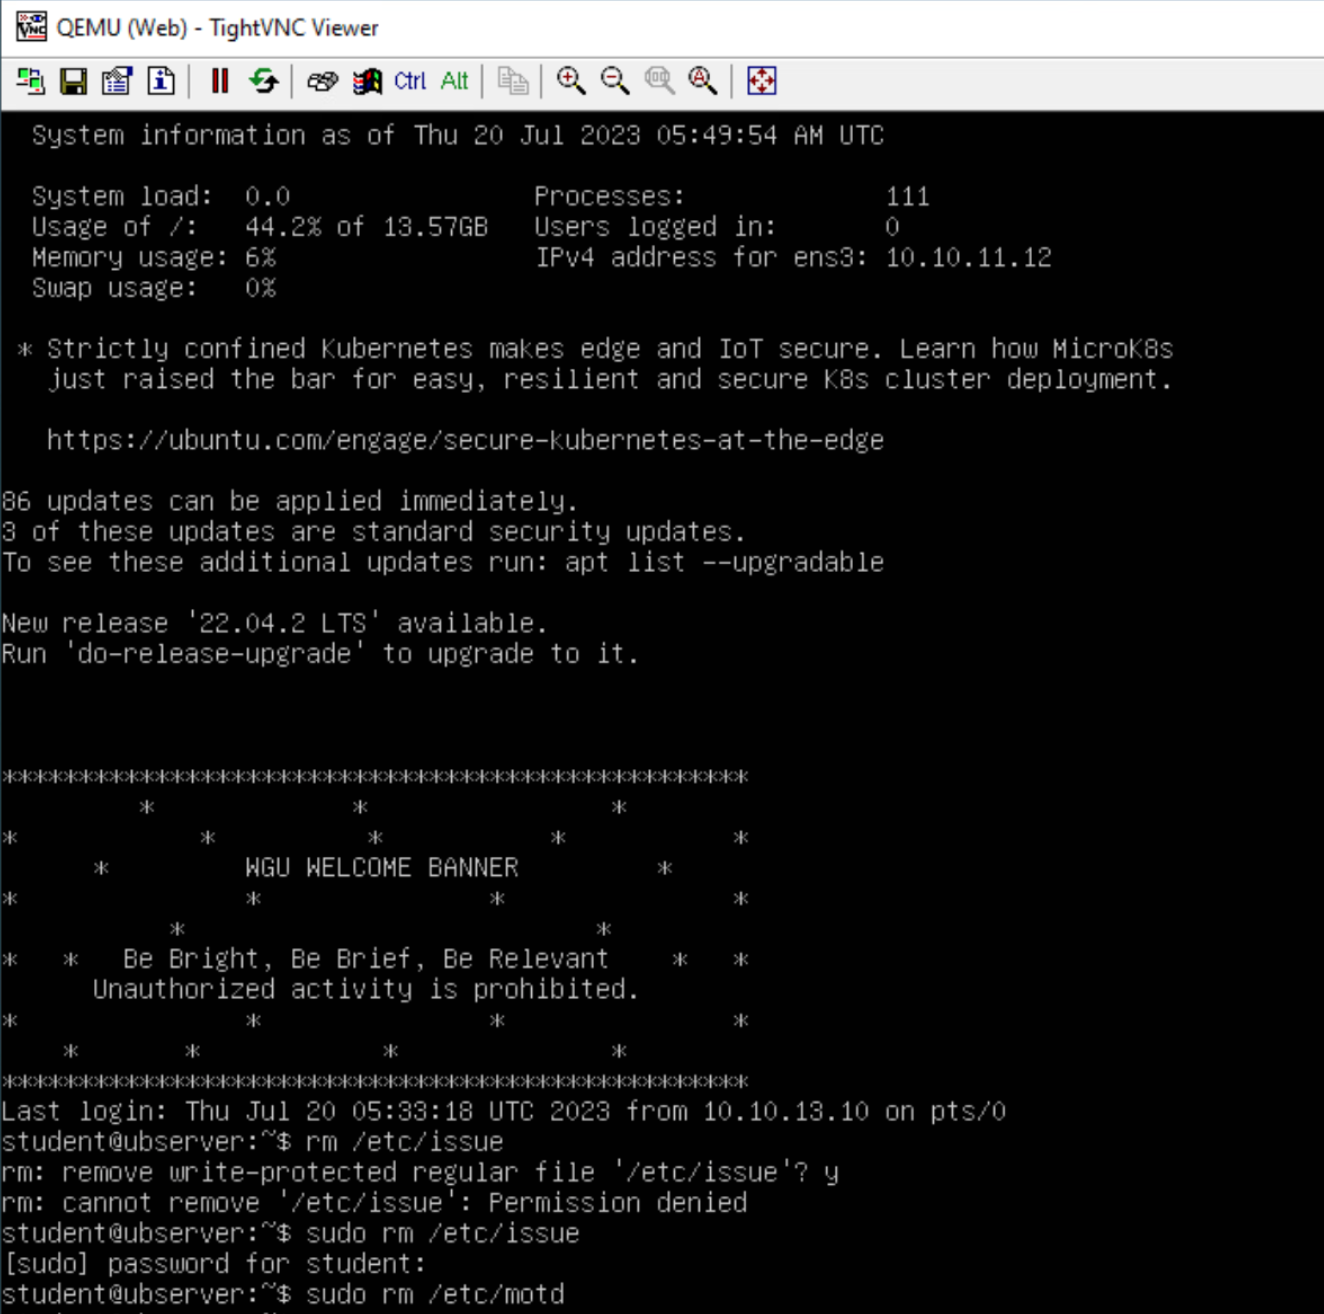 QEMU (Web) - TightVNC Viewer
Ctrl Alt
System information as of Thu 20 Jul 2023 05:49:54 AM UTC
System load: 0.0 Processes: 111
Usage of /: 44.2% of 13.57GB Users logged in: 0
Memory usage: 6% IPv4 address for ens3: 10.10.11.12
Swap usage: 0%
* Strictly confined Kubernetes makes edge and IoT secure. Learn how MicroK8s
just raised the bar for easy, resilient and secure K8s cluster deployment.
https://ubuntu.com/engage/secure-kubernetes-at-the-edge
86 updates can be applied immediately.
3 of these updates are standard security updates.
To see these additional updates run: apt list --upgradable
New release '22.04.2 LTS' available.
Run 'do-release-upgrade' to upgrade to it.
*************************************************
* * *
* * * * *
* WGU WELCOME BANNER *
* * * *
* *
* * Be Bright, Be Brief, Be Relevant * *
Unauthorized activity is prohibited.
* * * *
* * * *
*************************************************
Last login: Thu Jul 20 05:33:18 UTC 2023 from 10.10.13.10 on pts/0
student@ubserver:~$ rm /etc/issue
rm: remove write-protected regular file '/etc/issue'? y
rm: cannot remove '/etc/issue': Permission denied
student@ubserver:~$ sudo rm /etc/issue
[sudo] password for student:
student@ubserver:~$ sudo rm /etc/motd